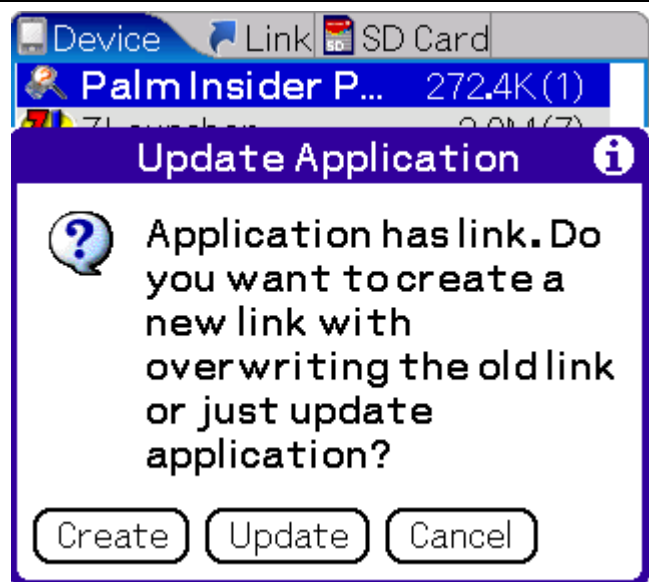 Device Link SD Card
Palm Insider P... 272.4K(1)
Update Application
Application has link. Do
you want to create a
new link with
overwriting the old link
or just update
application?
Create Update Cancel